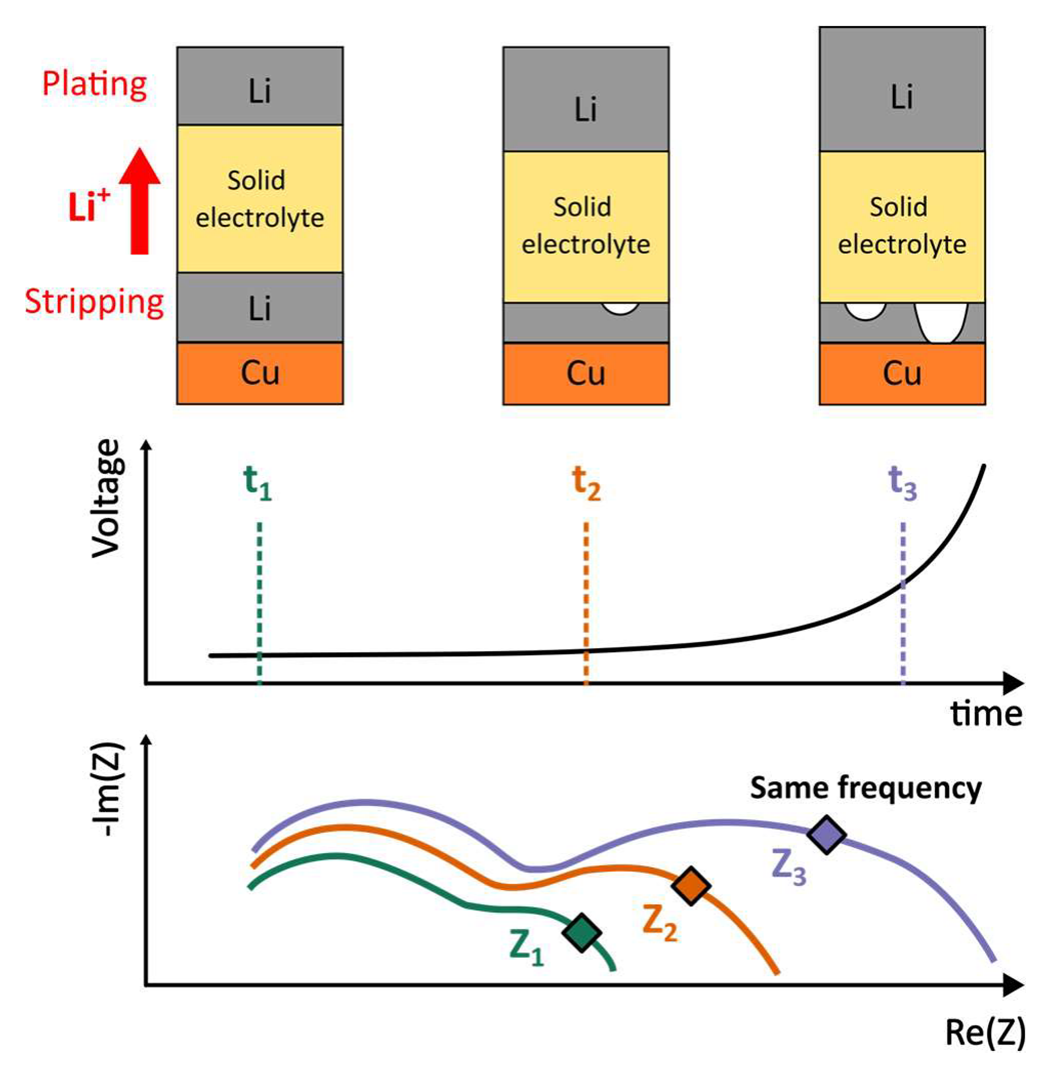 Plating
Li
Solid
electrolyte
Li⁺
Stripping
Li
Cu
Li
Solid
electrolyte
Cu
Li
Solid
electrolyte
Cu
Voltage
t₁
t₂
t₃
time
-Im(Z)
Same frequency
Z₁
Z₂
Z₃
Re(Z)